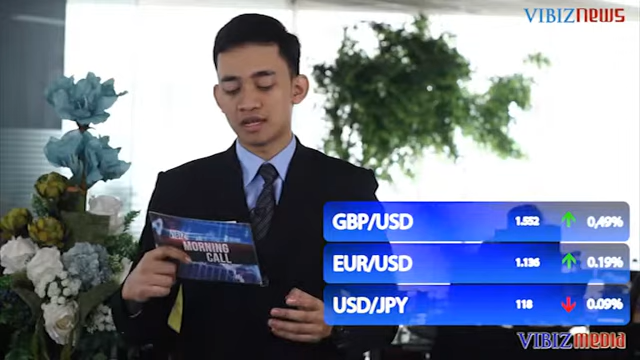 VIBIZNEWS
MORNING
CALL
GBP/USD 1.552 0,49%
EUR/USD 1.136 0.19%
USD/JPY 118 0.09%
VIBIZMEDIA